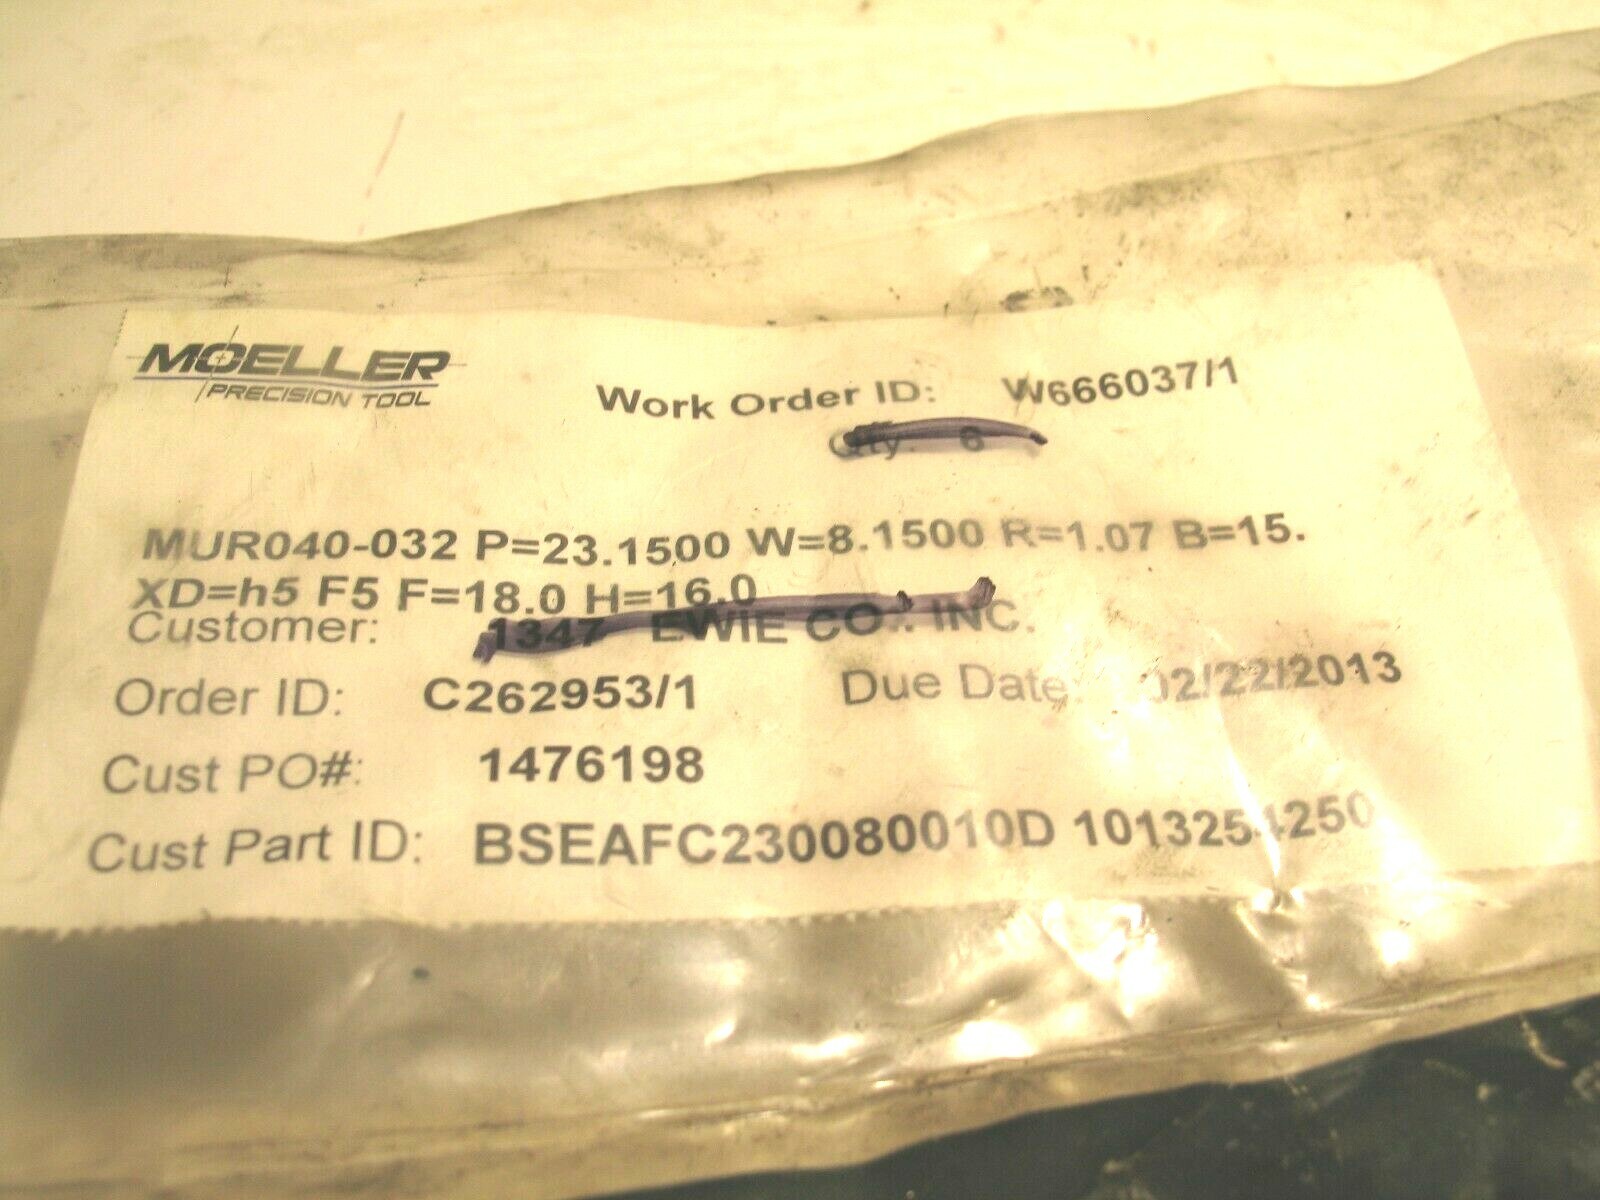 MOELLER
PRECISION TOOL
Work Order ID: W666037/1
Qty: 6
MUR040-032 P=23.1500 W=8.1500 R=1.07 B=15.
XD=h5 F5 F=18.0 H=16.0
Customer: 1347 EWIE CO., INC.
Order ID: C262953/1 Due Date: 02/22/2013
Cust PO#: 1476198
Cust Part ID: BSEAFC230080010D 1013254250